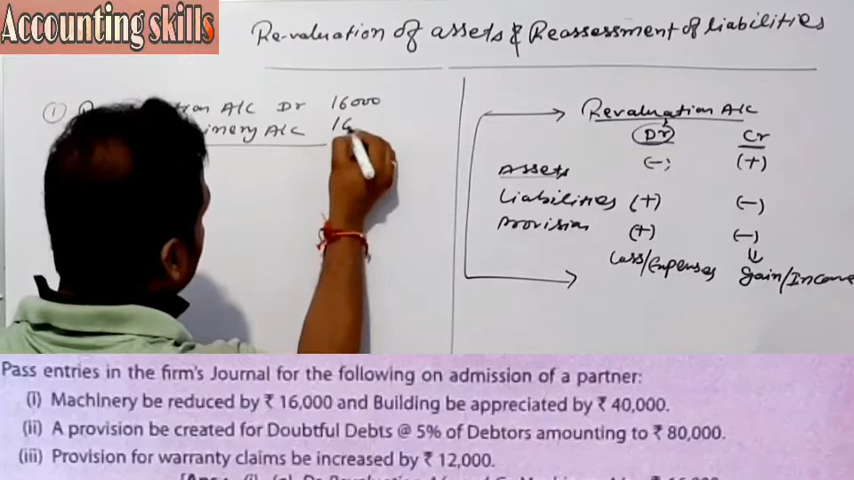 Accounting skills
Re-valuation of assets & Reassessment of liabilities
① A/C Dr 16000
A/C
Revaluation A/C
Dr Cr
Assets (-) (+)
Liabilities (+) (-)
Provision (+) (-)
Loss/Expenses Gain/Income
Pass entries in the firm's Journal for the following on admission of a partner:
(i) Machinery be reduced by ₹ 16,000 and Building be appreciated by ₹ 40,000.
(ii) A provision be created for Doubtful Debts @ 5% of Debtors amounting to ₹ 80,000.
(iii) Provision for warranty claims be increased by ₹ 12,000.